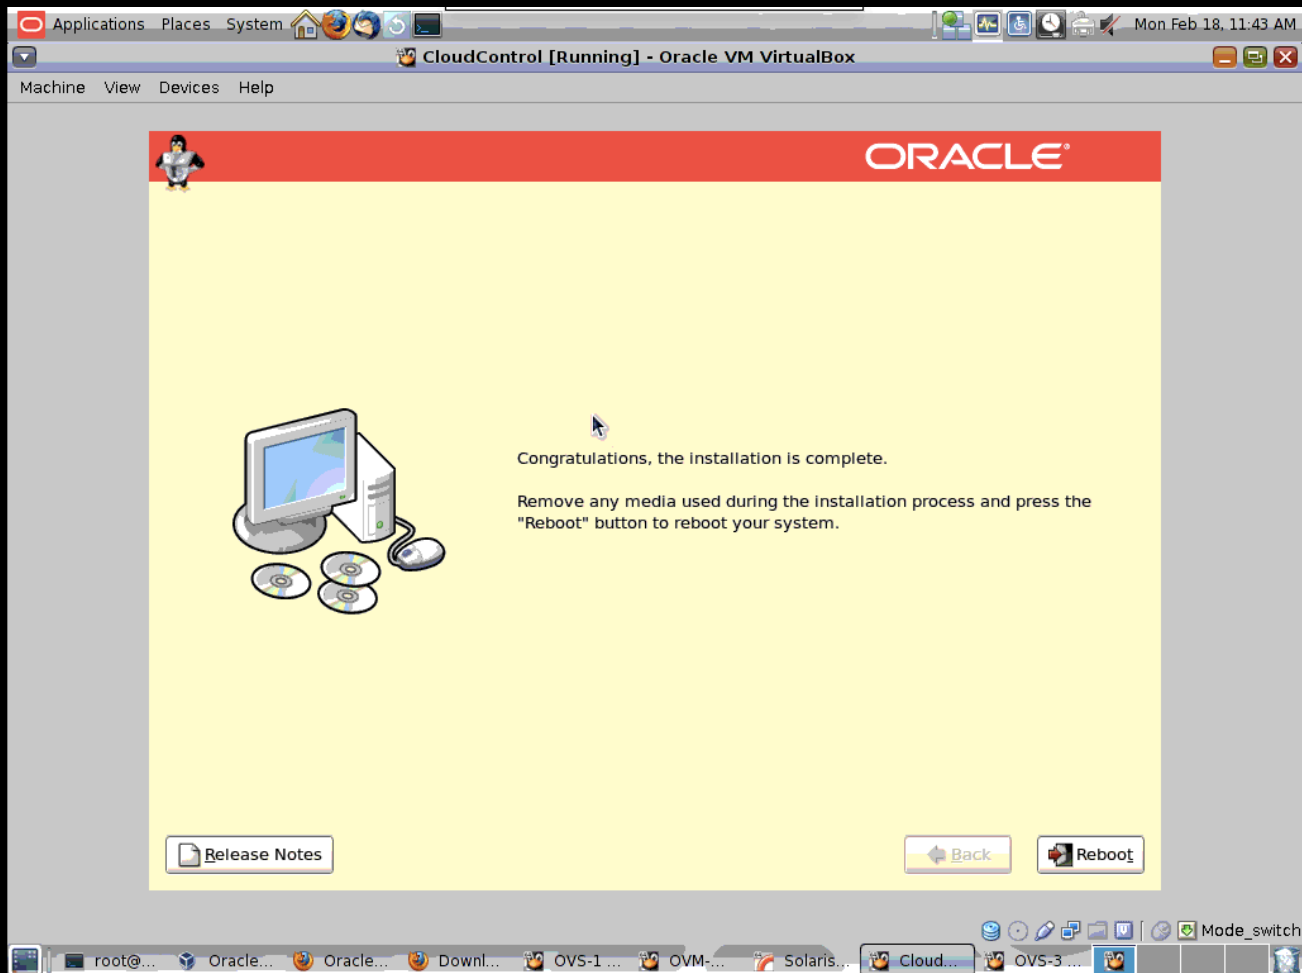 Applications Places System Mon Feb 18, 11:43 AM
CloudControl [Running] - Oracle VM VirtualBox
Machine View Devices Help
ORACLE®
Congratulations, the installation is complete.
Remove any media used during the installation process and press the
"Reboot" button to reboot your system.
Release Notes Back Reboot
Mode_switch
root@... Oracle... Oracle... Downl... OVS-1 ... OVM-... Solaris... Cloud... OVS-3 ...